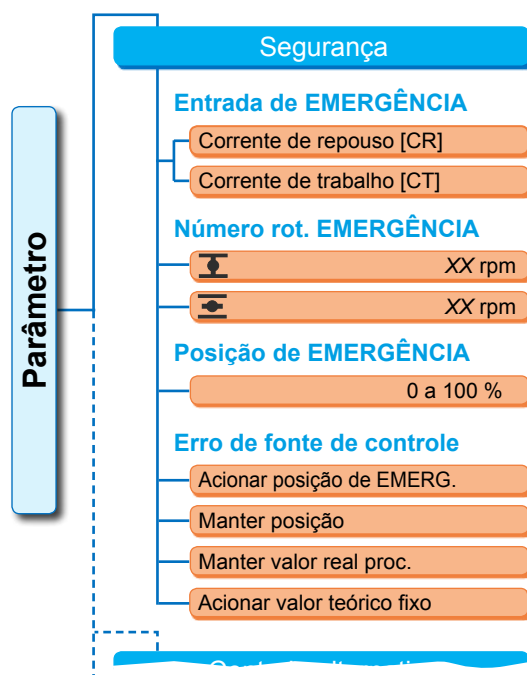 Segurança
Entrada de EMERGÊNCIA
Corrente de repouso [CR]
Corrente de trabalho [CT]
Número rot. EMERGÊNCIA
XX rpm
XX rpm
Posição de EMERGÊNCIA
0 a 100 %
Erro de fonte de controle
Acionar posição de EMERG.
Manter posição
Manter valor real proc.
Acionar valor teórico fixo
Parâmetro